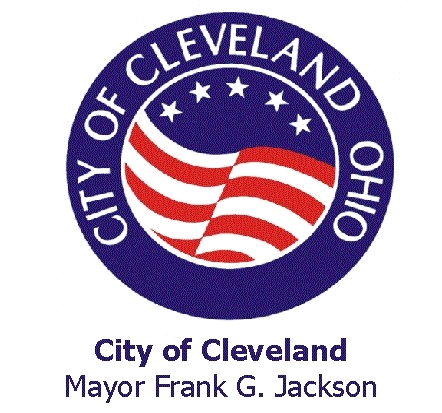 CITY OF CLEVELAND OHIO
City of Cleveland
Mayor Frank G. Jackson